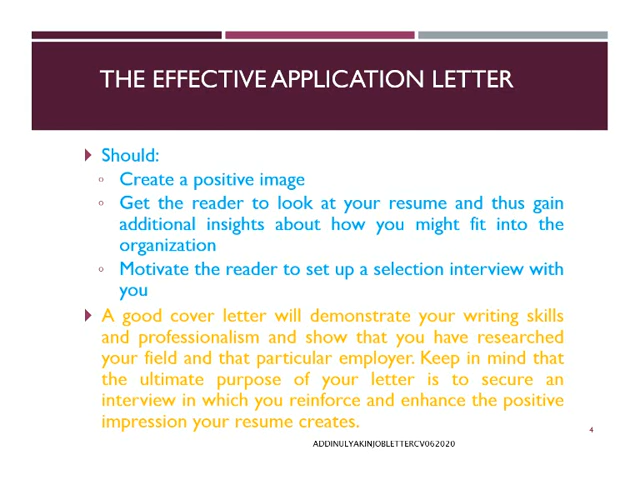 THE EFFECTIVE APPLICATION LETTER
Should:
Create a positive image
Get the reader to look at your resume and thus gain
additional insights about how you might fit into the
organization
Motivate the reader to set up a selection interview with
you
A good cover letter will demonstrate your writing skills
and professionalism and show that you have researched
your field and that particular employer. Keep in mind that
the ultimate purpose of your letter is to secure an
interview in which you reinforce and enhance the positive
impression your resume creates.
4
ADDINULYAKINJOBLETTERCV062020